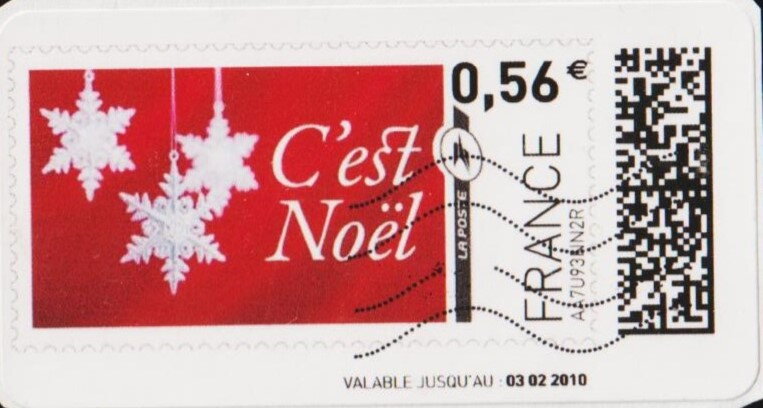 C'est
Noël
0,56 €
LA POSTE
FRANCE
VALABLE JUSQU'AU : 03 02 2010